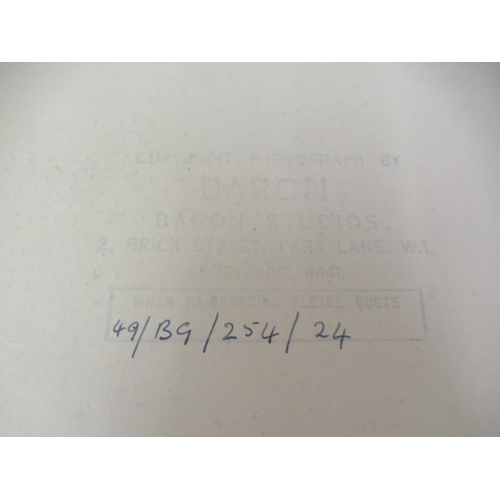 COPYRIGHT PHOTOGRAPH BY
BARON
BARON STUDIOS
2, BRICK STREET, PARK LANE, W.1.
GROSVENOR 4441.
WHEN RE-ORDERING PLEASE QUOTE
49/BG/254/24